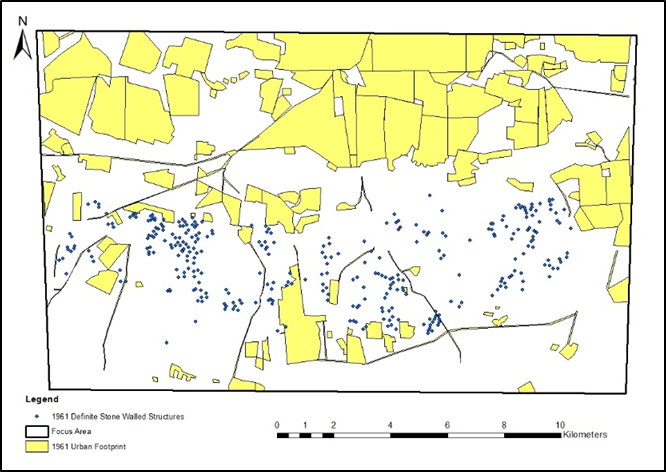 N
Legend
1961 Definite Stone Walled Structures
Focus Area
1961 Urban Footprint
0 1 2 4 6 8 10
Kilometers